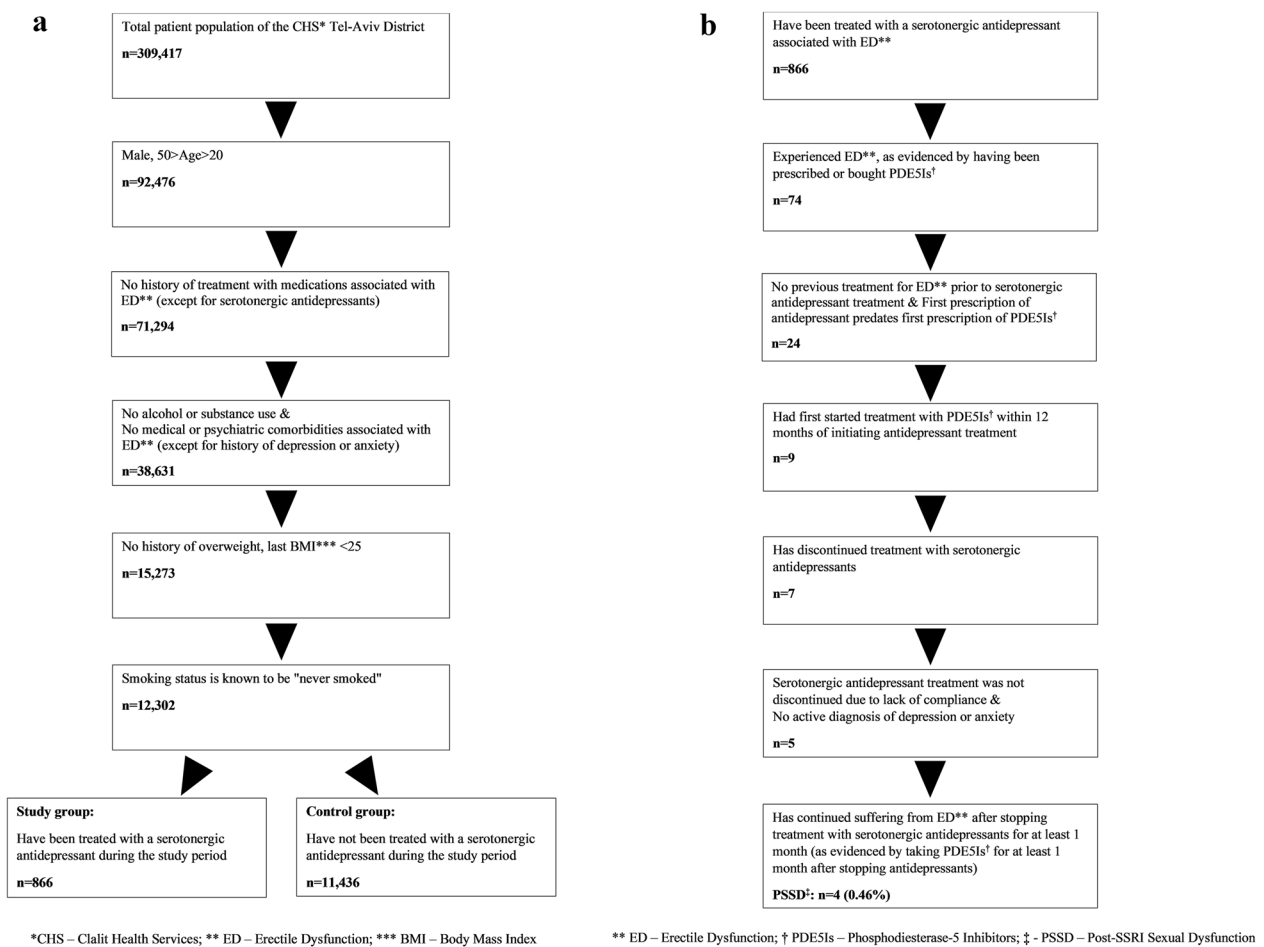 a
Total patient population of the CHS* Tel-Aviv District
n=309,417
Male, 50>Age>20
n=92,476
No history of treatment with medications associated with
ED** (except for serotonergic antidepressants)
n=71,294
No alcohol or substance use &
No medical or psychiatric comorbidities associated with
ED** (except for history of depression or anxiety)
n=38,631
No history of overweight, last BMI*** <25
n=15,273
Smoking status is known to be "never smoked"
n=12,302
Study group:
Have been treated with a serotonergic
antidepressant during the study period
n=866
Control group:
Have not been treated with a serotonergic
antidepressant during the study period
n=11,436
*CHS – Clalit Health Services; ** ED – Erectile Dysfunction; *** BMI – Body Mass Index
b
Have been treated with a serotonergic antidepressant
associated with ED**
n=866
Experienced ED**, as evidenced by having been
prescribed or bought PDE5Is†
n=74
No previous treatment for ED** prior to serotonergic
antidepressant treatment & First prescription of
antidepressant predates first prescription of PDE5Is†
n=24
Had first started treatment with PDE5Is† within 12
months of initiating antidepressant treatment
n=9
Has discontinued treatment with serotonergic
antidepressants
n=7
Serotonergic antidepressant treatment was not
discontinued due to lack of compliance &
No active diagnosis of depression or anxiety
n=5
Has continued suffering from ED** after stopping
treatment with serotonergic antidepressants for at least 1
month (as evidenced by taking PDE5Is† for at least 1
month after stopping antidepressants)
PSSD‡: n=4 (0.46%)
** ED – Erectile Dysfunction; † PDE5Is – Phosphodiesterase-5 Inhibitors; ‡ - PSSD – Post-SSRI Sexual Dysfunction